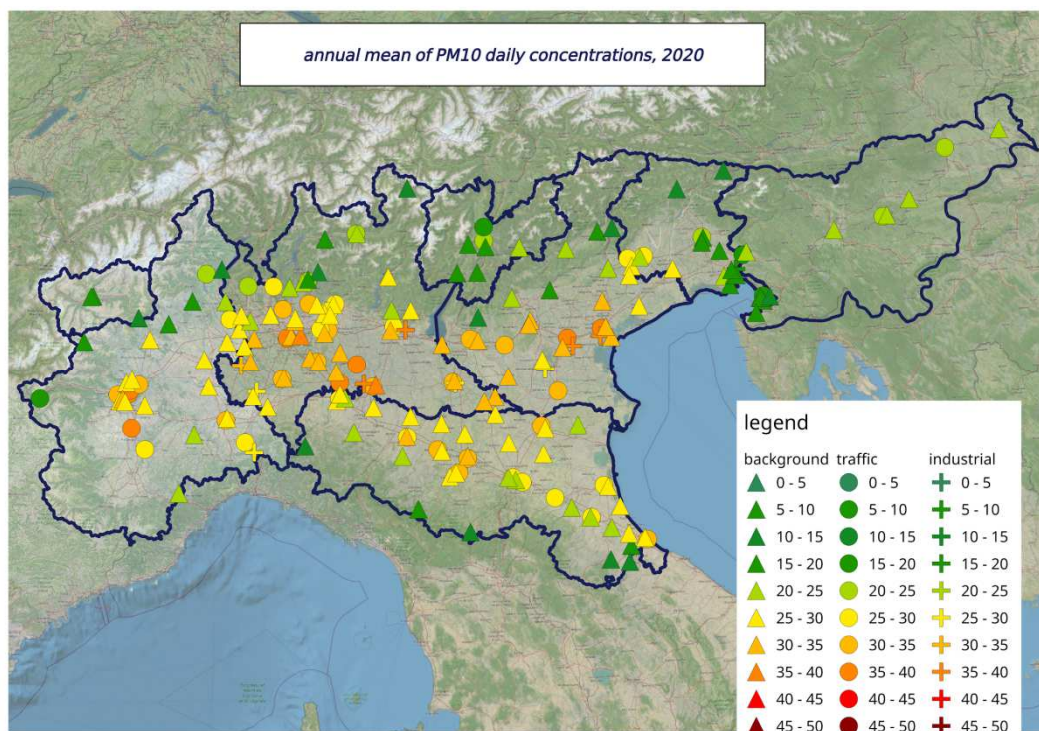 annual mean of PM10 daily concentrations, 2020
legend
background traffic industrial
0 - 5 0 - 5 0 - 5
5 - 10 5 - 10 5 - 10
10 - 15 10 - 15 10 - 15
15 - 20 15 - 20 15 - 20
20 - 25 20 - 25 20 - 25
25 - 30 25 - 30 25 - 30
30 - 35 30 - 35 30 - 35
35 - 40 35 - 40 35 - 40
40 - 45 40 - 45 40 - 45
45 - 50 45 - 50 45 - 50